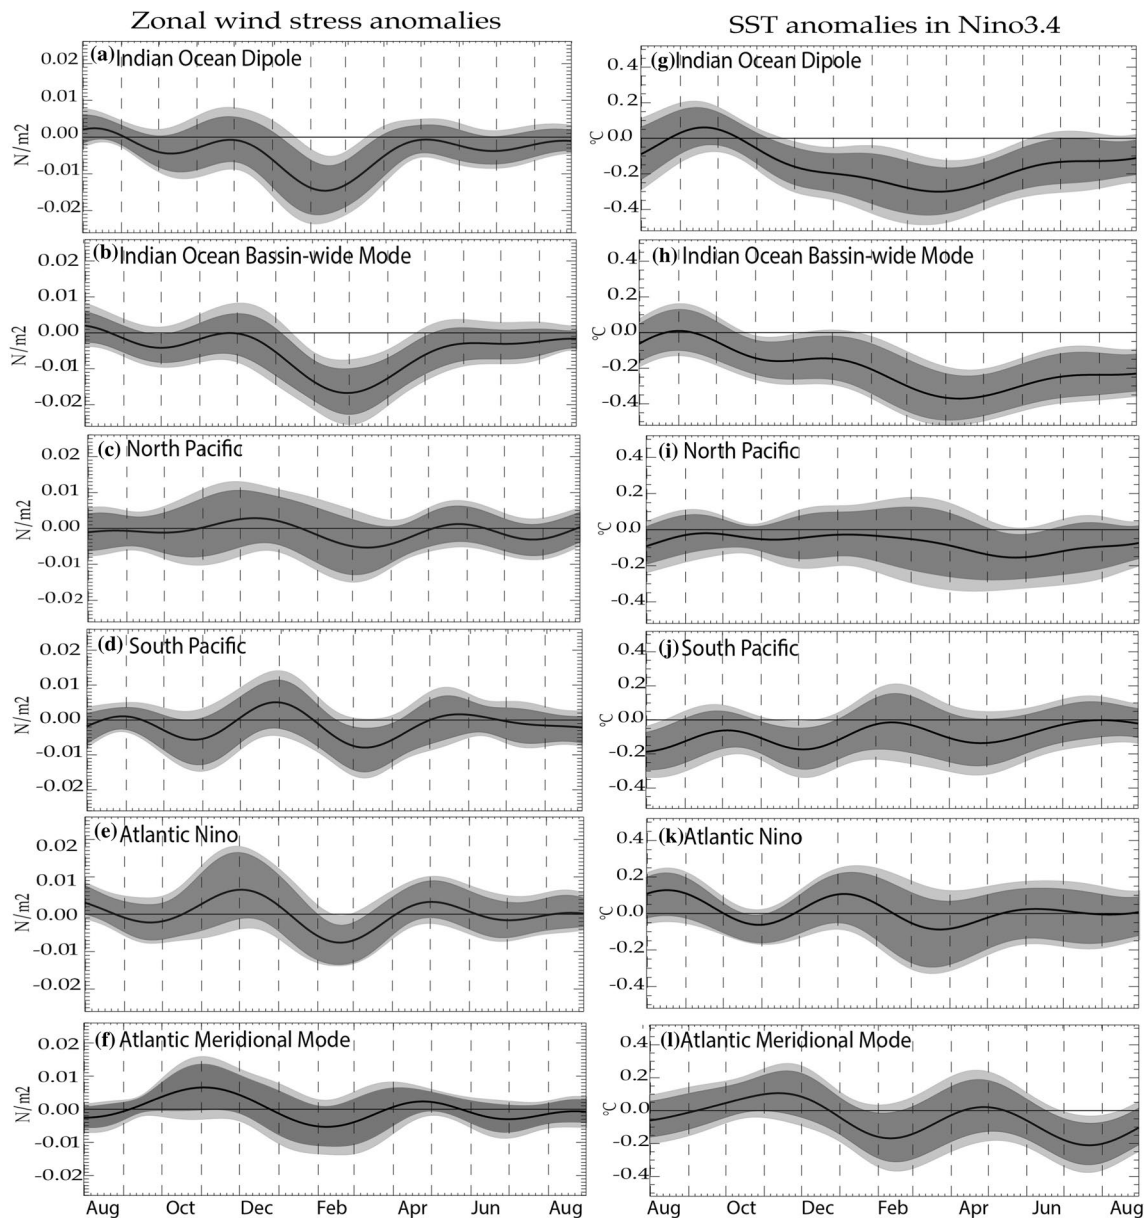 Zonal wind stress anomalies
SST anomalies in Nino3.4
(a) Indian Ocean Dipole
0.02
0.01
0.00
-0.01
-0.02
N/m2
(g) Indian Ocean Dipole
0.4
0.2
0.0
-0.2
-0.4
°C
(b) Indian Ocean Bassin-wide Mode
0.02
0.01
0.00
-0.01
-0.02
N/m2
(h) Indian Ocean Bassin-wide Mode
0.4
0.2
0.0
-0.2
-0.4
°C
(c) North Pacific
0.02
0.01
0.00
-0.01
-0.02
N/m2
(i) North Pacific
0.4
0.2
0.0
-0.2
-0.4
°C
(d) South Pacific
0.02
0.01
0.00
-0.01
-0.02
N/m2
(j) South Pacific
0.4
0.2
0.0
-0.2
-0.4
°C
(e) Atlantic Nino
0.02
0.01
0.00
-0.01
-0.02
N/m2
(k) Atlantic Nino
0.4
0.2
0.0
-0.2
-0.4
°C
(f) Atlantic Meridional Mode
0.02
0.01
0.00
-0.01
-0.02
N/m2
(l) Atlantic Meridional Mode
0.4
0.2
0.0
-0.2
-0.4
°C
Aug Oct Dec Feb Apr Jun Aug
Aug Oct Dec Feb Apr Jun Aug